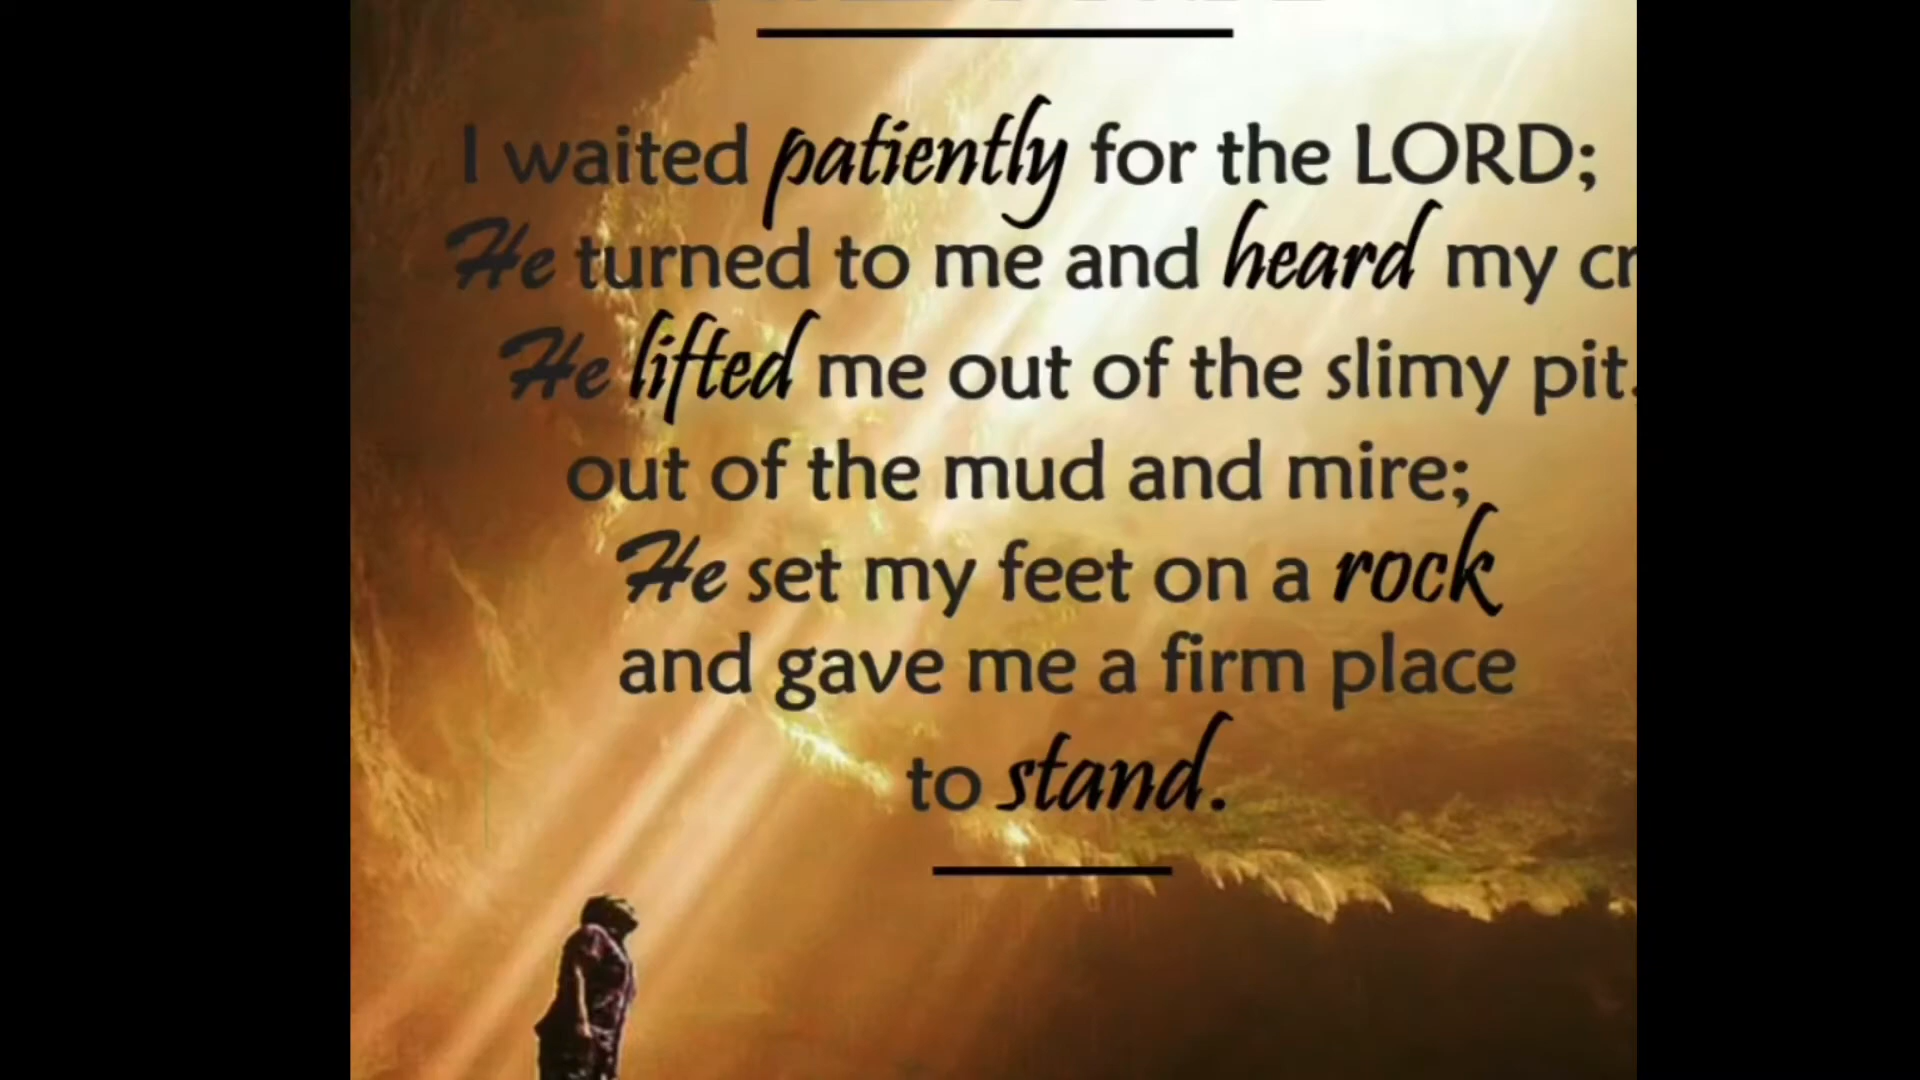 I waited patiently for the LORD;
He turned to me and heard my cr
He lifted me out of the slimy pit.
out of the mud and mire;
He set my feet on a rock
and gave me a firm place
to stand.